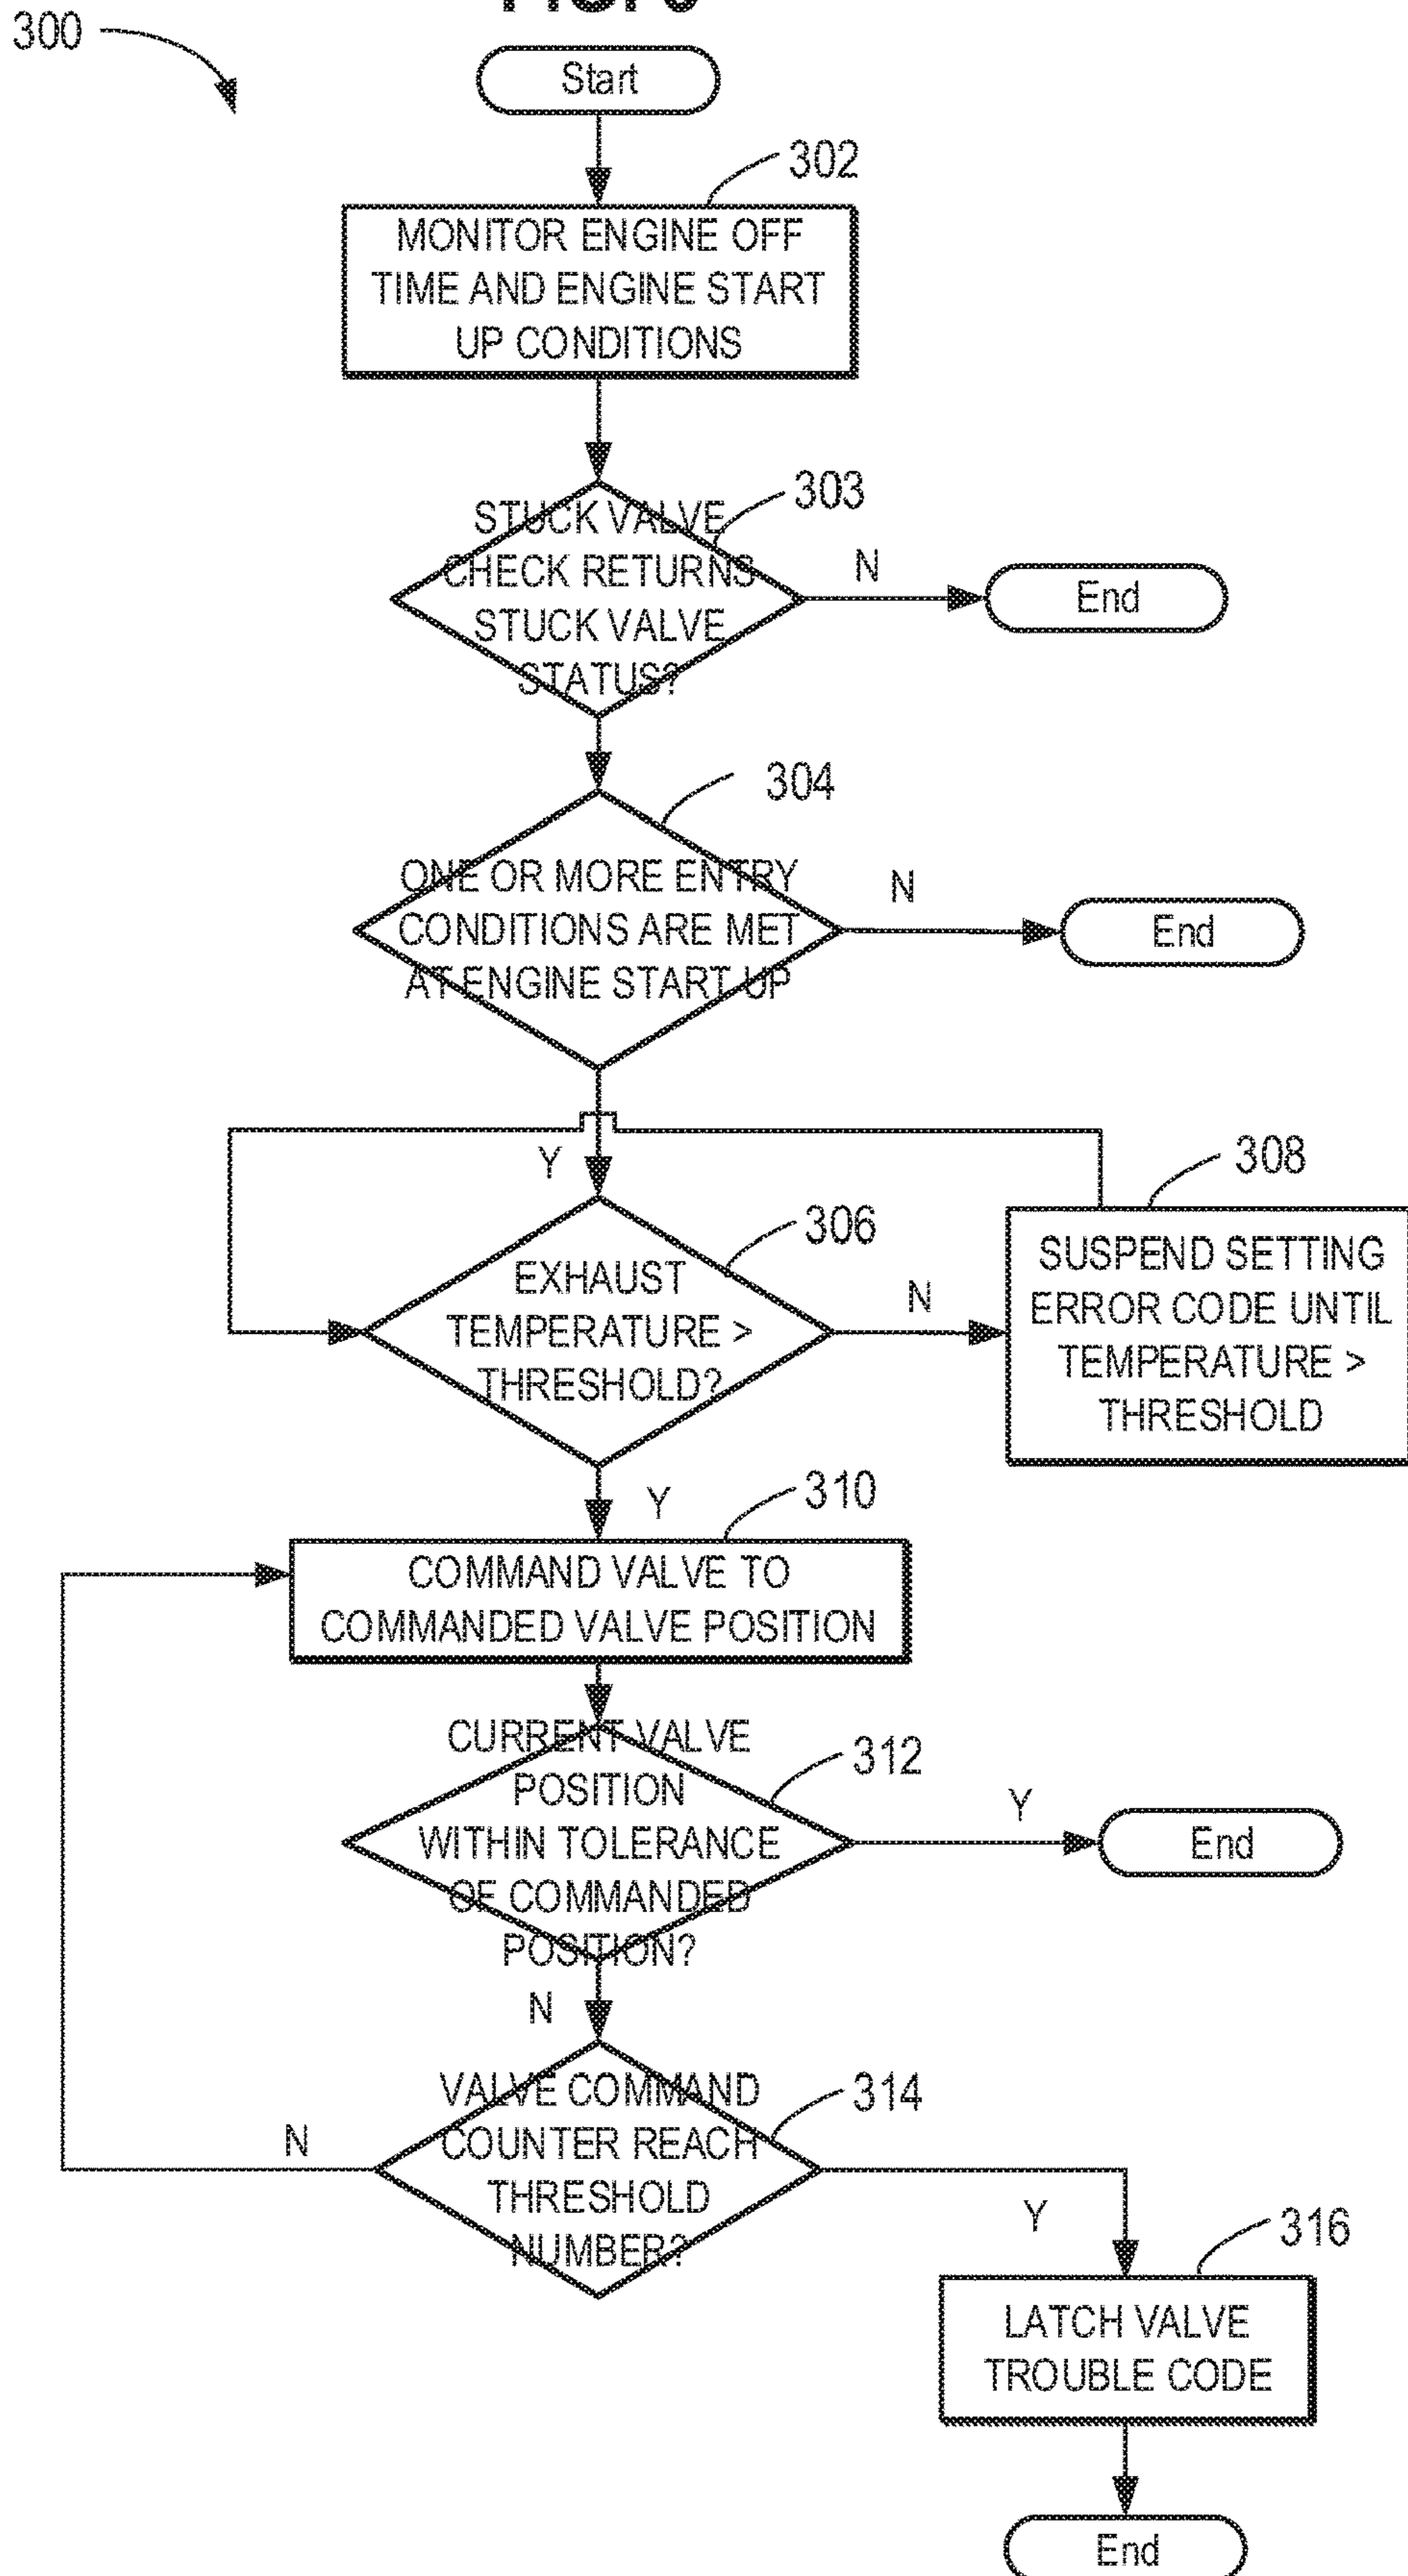 300
Start
302
MONITOR ENGINE OFF
TIME AND ENGINE START
UP CONDITIONS
303
STUCK VALVE
CHECK RETURNS
STUCK VALVE
STATUS?
N
End
304
ONE OR MORE ENTRY
CONDITIONS ARE MET
AT ENGINE START UP
N
End
Y
306
EXHAUST
TEMPERATURE >
THRESHOLD?
N
308
SUSPEND SETTING
ERROR CODE UNTIL
TEMPERATURE >
THRESHOLD
Y
310
COMMAND VALVE TO
COMMANDED VALVE POSITION
312
CURRENT VALVE
POSITION
WITHIN TOLERANCE
OF COMMANDED
POSITION?
Y
End
N
314
VALVE COMMAND
COUNTER REACH
THRESHOLD
NUMBER?
N
Y
316
LATCH VALVE
TROUBLE CODE
End